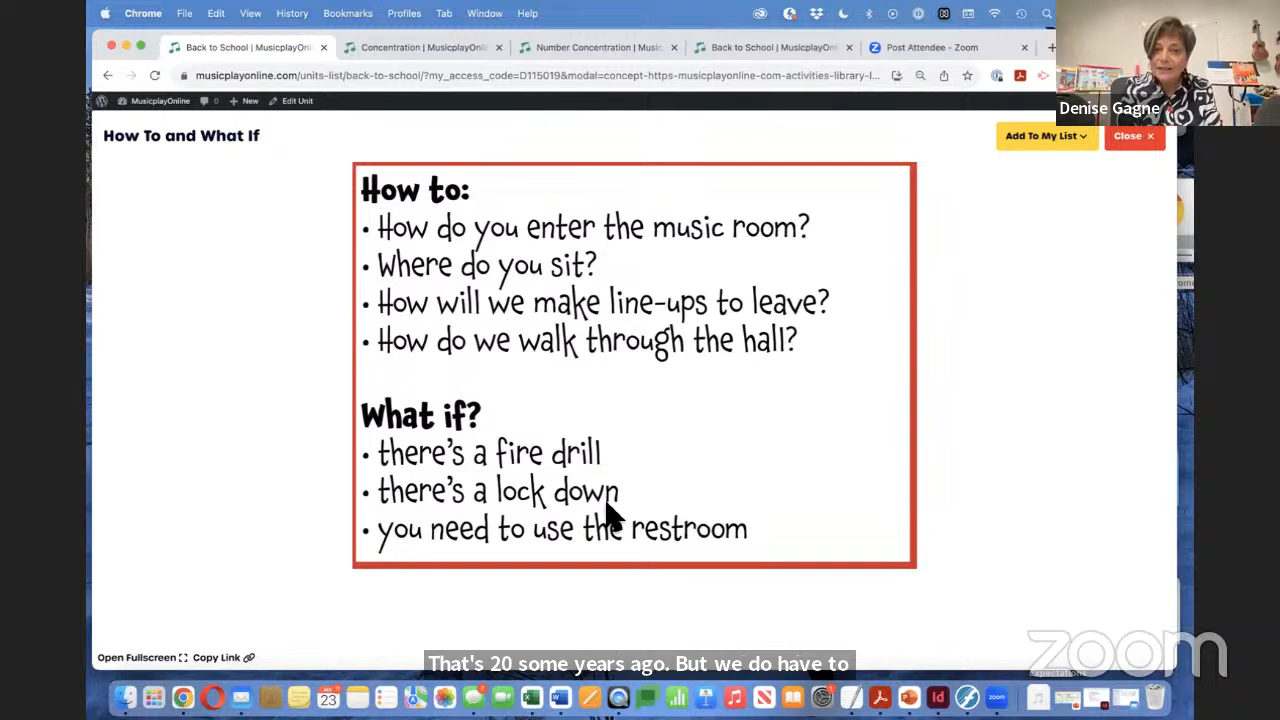 Chrome File Edit View History Bookmarks Profiles Tab Window Help
Back to School | MusicplayOnl × Concentration | MusicplayOnlin × Number Concentration | Music × Back to School | MusicplayOnl × Post Attendee - Zoom ×
musicplayonline.com/units-list/back-to-school/?my_access_code=D115019&modal=concept-https-musicplayonline-com-activities-library-l...
MusicplayOnline 0 + New Edit Unit
Denise Gagne
How To and What If
Add To My List
Close ×
How to:
• How do you enter the music room?
• Where do you sit?
• How will we make line-ups to leave?
• How do we walk through the hall?
What if?
• there's a fire drill
• there's a lock down
• you need to use the restroom
Open Fullscreen Copy Link
That's 20 some years ago. But we do have to
zoom
expectations
23
zoom